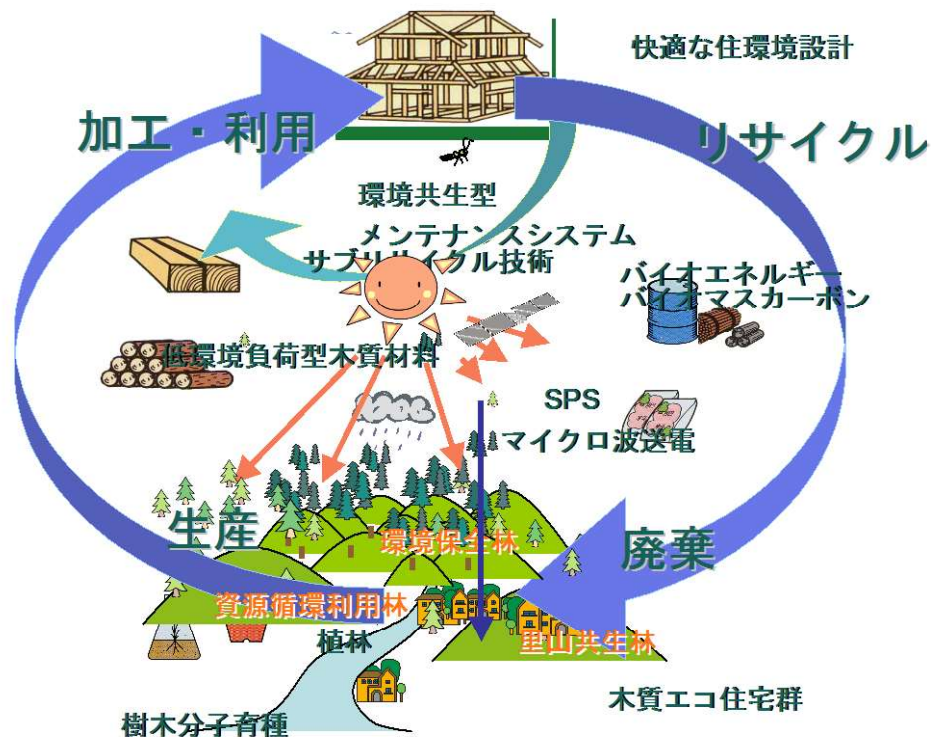 快適な住環境設計
加工・利用
リサイクル
環境共生型
メンテナンスシステム
サブリサイクル技術
バイオエネルギー
バイオマスカーボン
低環境負荷型木質材料
SPS
マイクロ波送電
生産
環境保全林
廃棄
資源循環利用林
植林
里山共生林
木質エコ住宅群
樹木分子育種